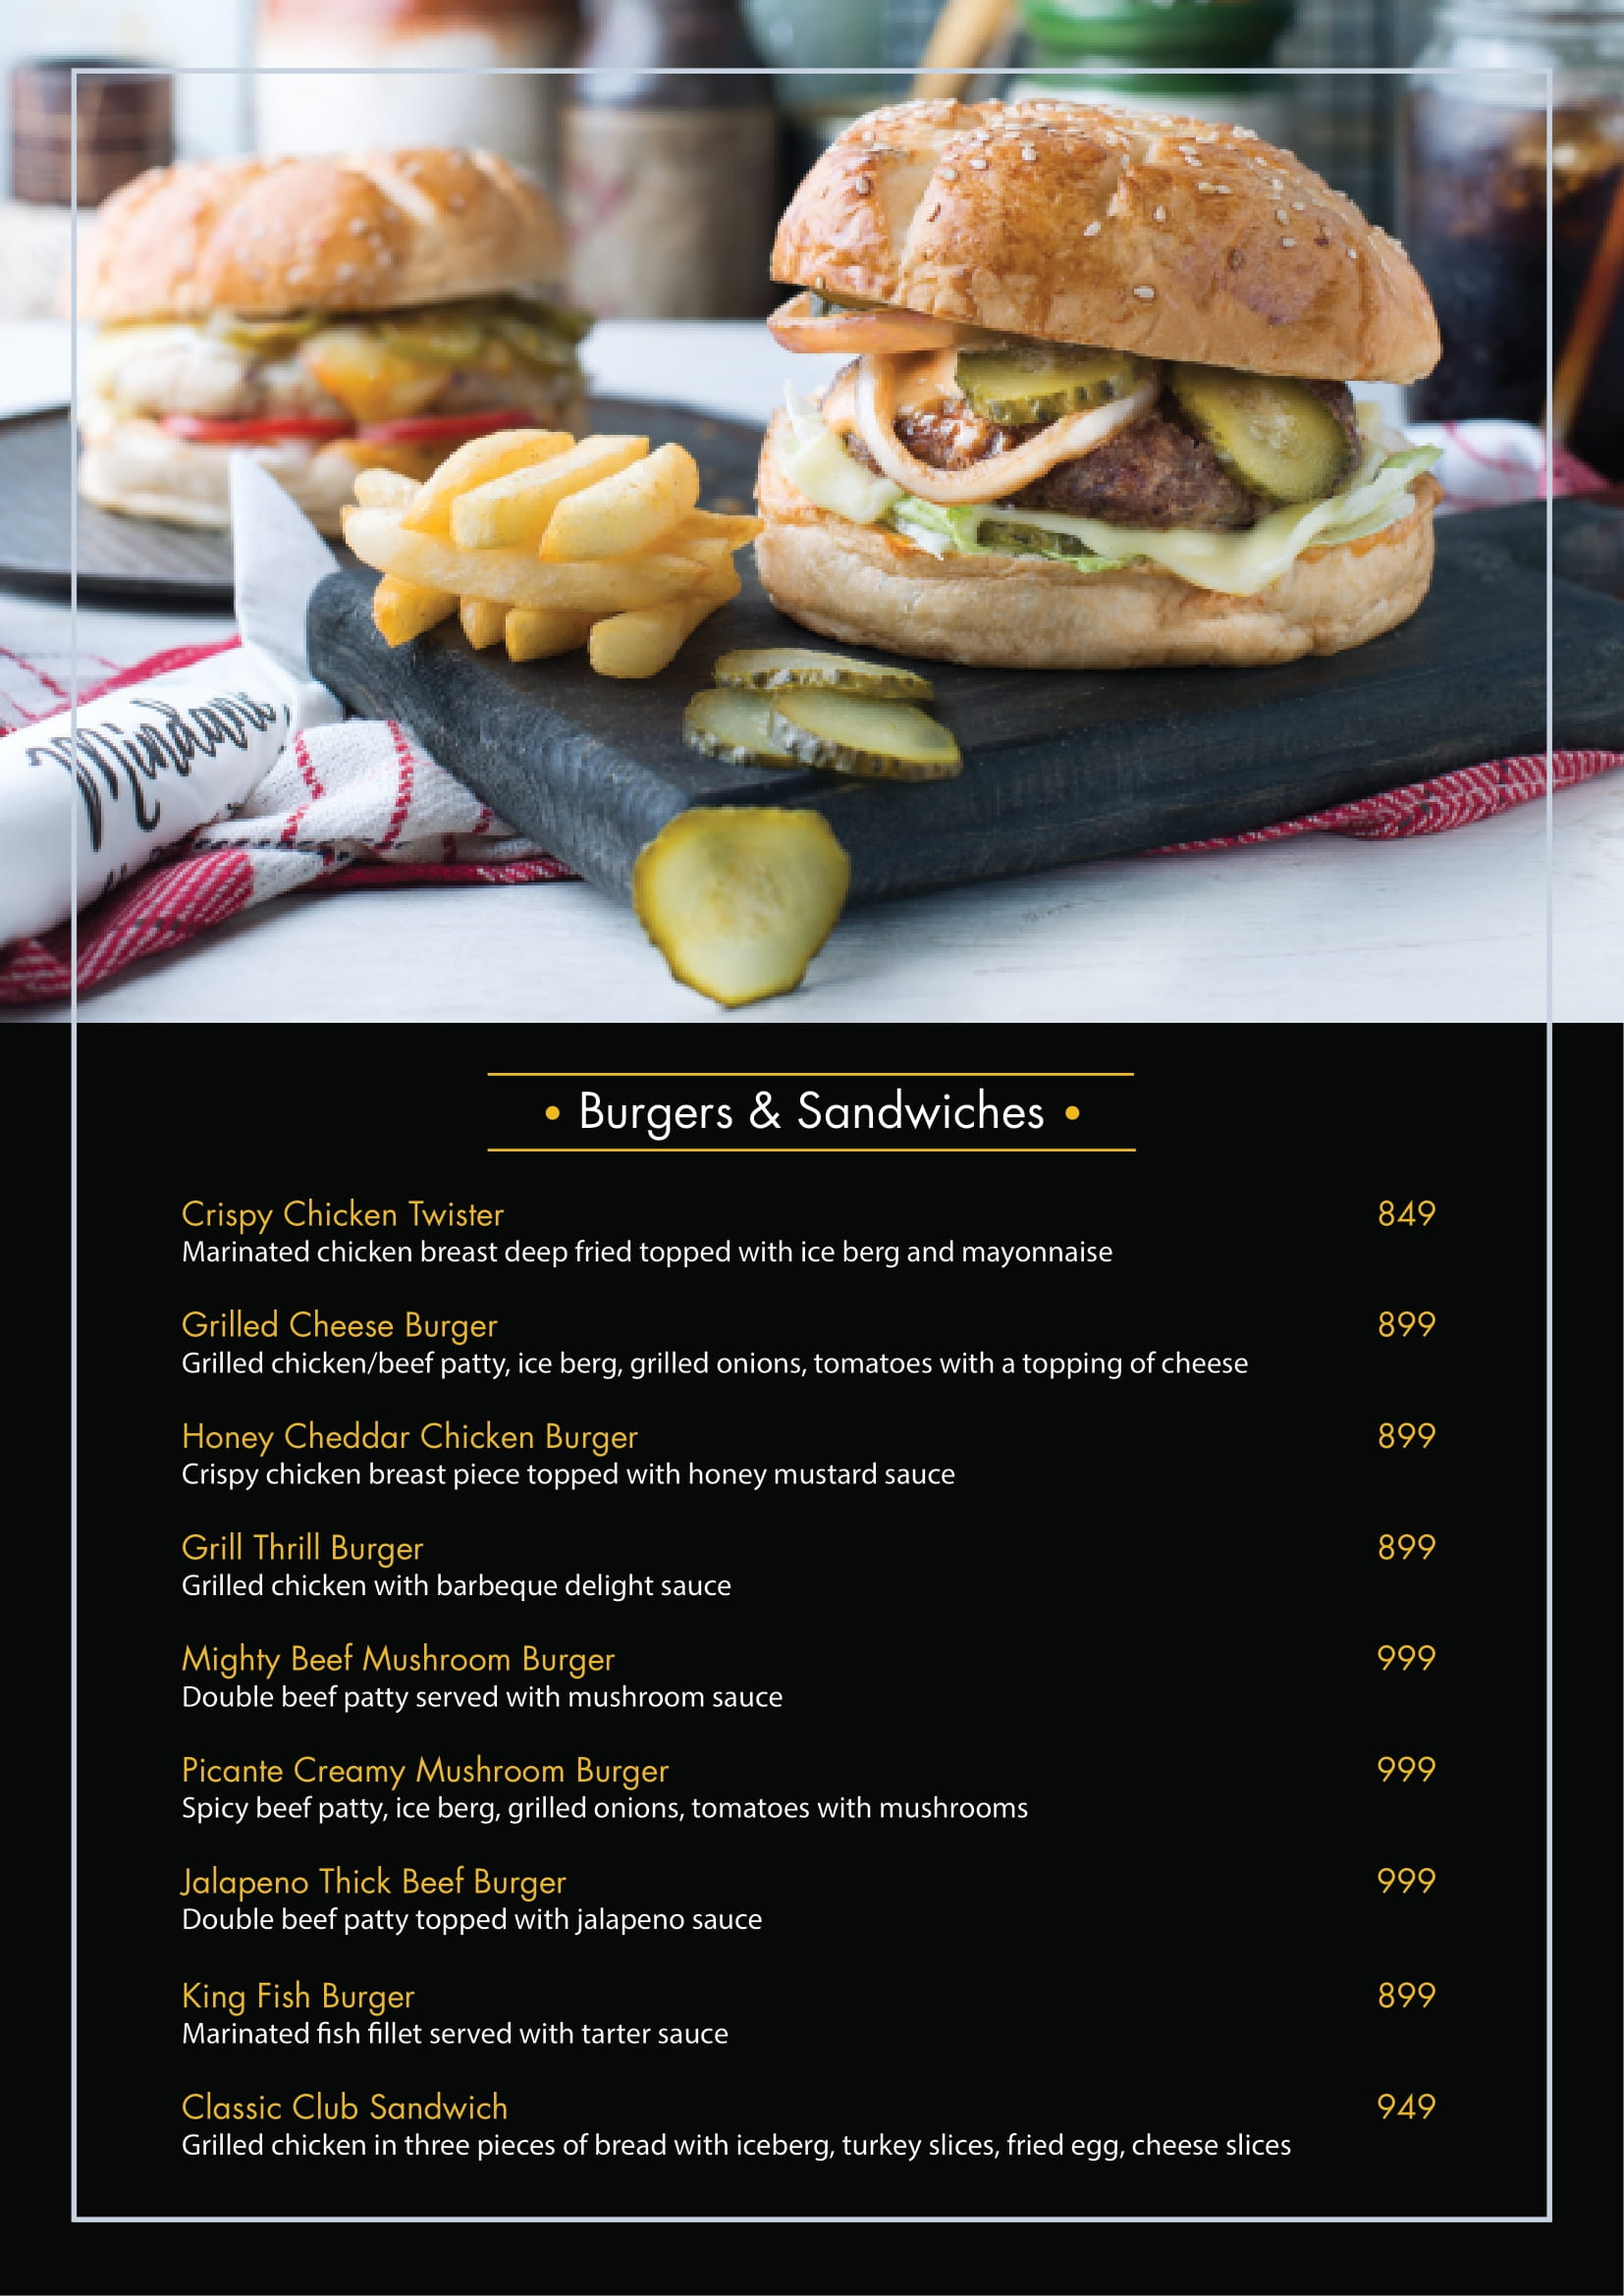 Burgers & Sandwiches
Crispy Chicken Twister 849
Marinated chicken breast deep fried topped with ice berg and mayonnaise
Grilled Cheese Burger 899
Grilled chicken/beef patty, ice berg, grilled onions, tomatoes with a topping of cheese
Honey Cheddar Chicken Burger 899
Crispy chicken breast piece topped with honey mustard sauce
Grill Thrill Burger 899
Grilled chicken with barbeque delight sauce
Mighty Beef Mushroom Burger 999
Double beef patty served with mushroom sauce
Picante Creamy Mushroom Burger 999
Spicy beef patty, ice berg, grilled onions, tomatoes with mushrooms
Jalapeno Thick Beef Burger 999
Double beef patty topped with jalapeno sauce
King Fish Burger 899
Marinated fish fillet served with tarter sauce
Classic Club Sandwich 949
Grilled chicken in three pieces of bread with iceberg, turkey slices, fried egg, cheese slices